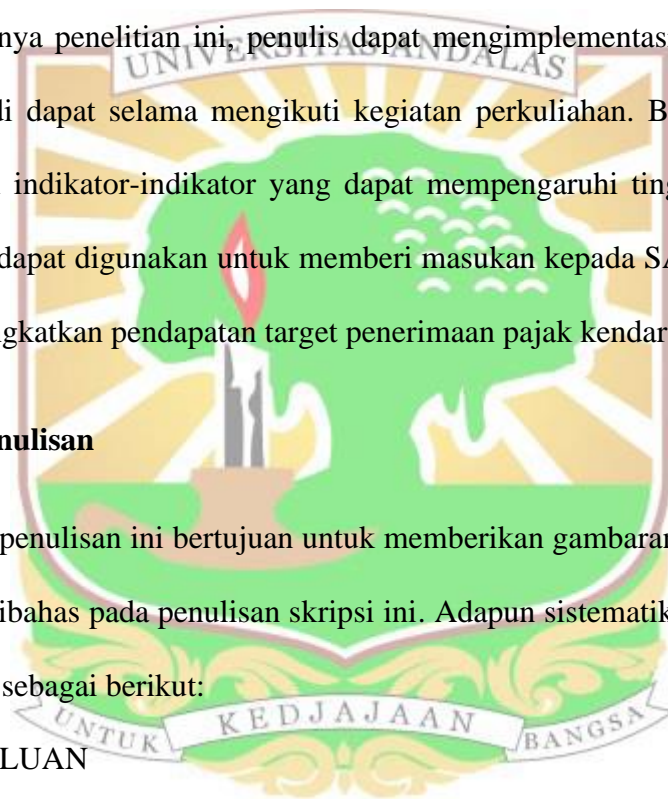 nya penelitian ini, penulis dapat mengimplementas
UNIVERSITAS ANDALAS
di dapat selama mengikuti kegiatan perkuliahan. B
indikator-indikator yang dapat mempengaruhi ting
dapat digunakan untuk memberi masukan kepada SA
ngkatkan pendapatan target penerimaan pajak kendar
nulisan
penulisan ini bertujuan untuk memberikan gambaran
ibahas pada penulisan skripsi ini. Adapun sistematik
sebagai berikut:
UNTUK KEDJAJAAN BANGSA
LUAN